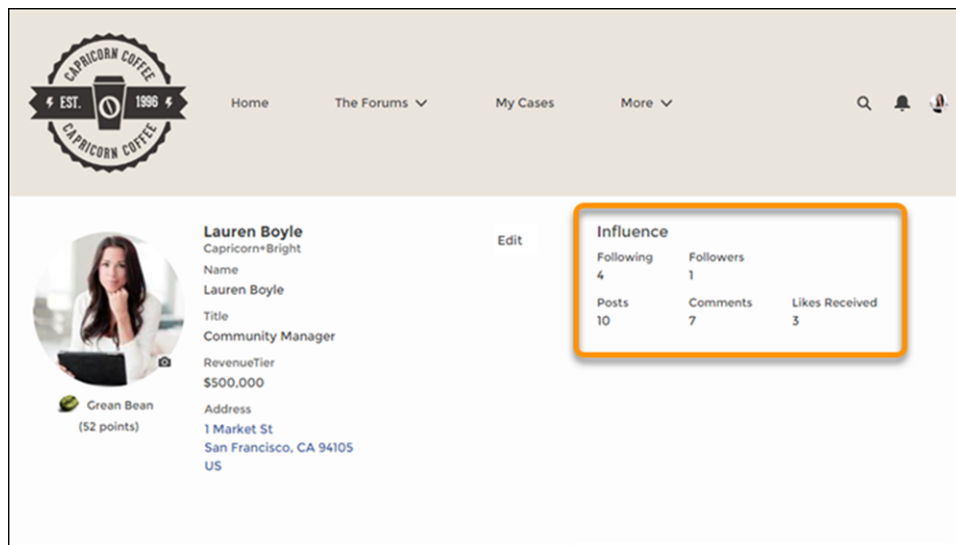 CAPRICORN COFFEE
EST. 1996
CAPRICORN COFFEE
Home
The Forums
My Cases
More
Lauren Boyle
Capricorn+Bright
Edit
Name
Lauren Boyle
Title
Community Manager
RevenueTier
$500,000
Address
1 Market St
San Francisco, CA 94105
US
Grean Bean
(52 points)
Influence
Following Followers
4 1
Posts Comments Likes Received
10 7 3